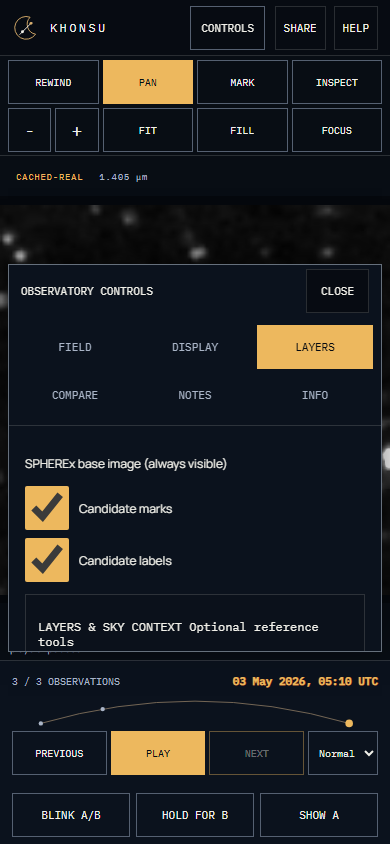 KHONSU
CONTROLS
SHARE
HELP
REWIND
PAN
MARK
INSPECT
-
+
FIT
FILL
FOCUS
CACHED-REAL 1.405 µm
OBSERVATORY CONTROLS
CLOSE
FIELD
DISPLAY
LAYERS
COMPARE
NOTES
INFO
SPHEREx base image (always visible)
Candidate marks
Candidate labels
LAYERS & SKY CONTEXT Optional reference
tools
3 / 3 OBSERVATIONS
03 May 2026, 05:10 UTC
PREVIOUS
PLAY
NEXT
Normal
BLINK A/B
HOLD FOR B
SHOW A